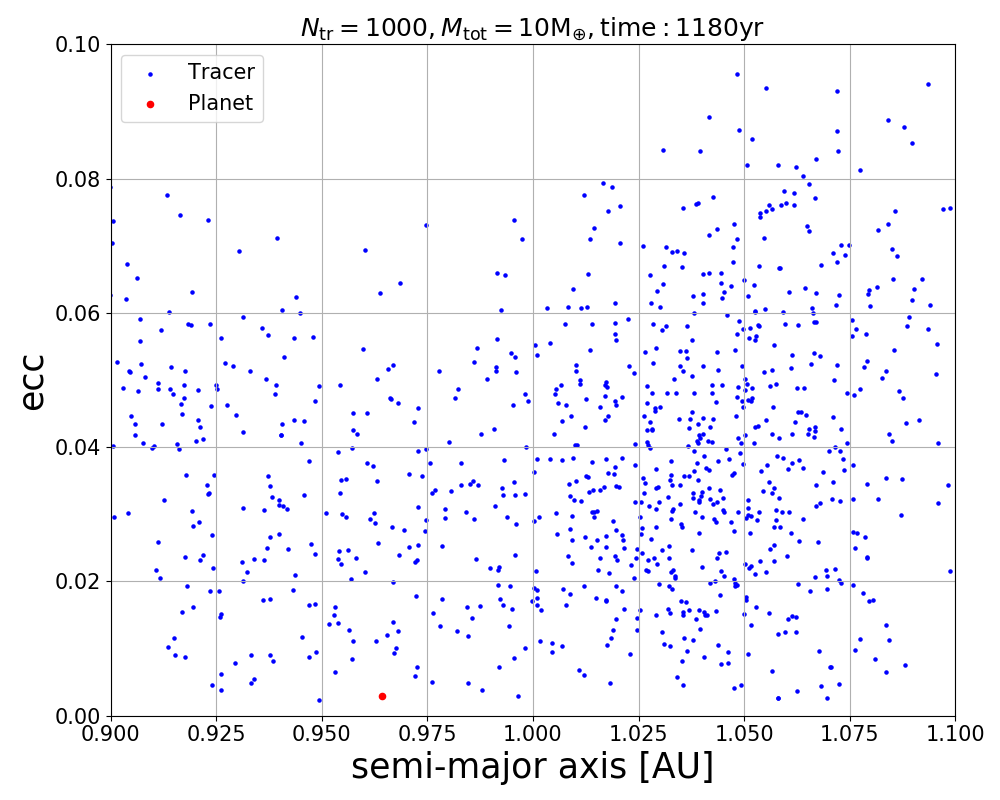 N_tr = 1000, M_tot = 10M_⊕, time : 1180yr
Tracer
Planet
0.10
0.08
0.06
0.04
0.02
0.00
ecc
0.900 0.925 0.950 0.975 1.000 1.025 1.050 1.075 1.100
semi-major axis [AU]